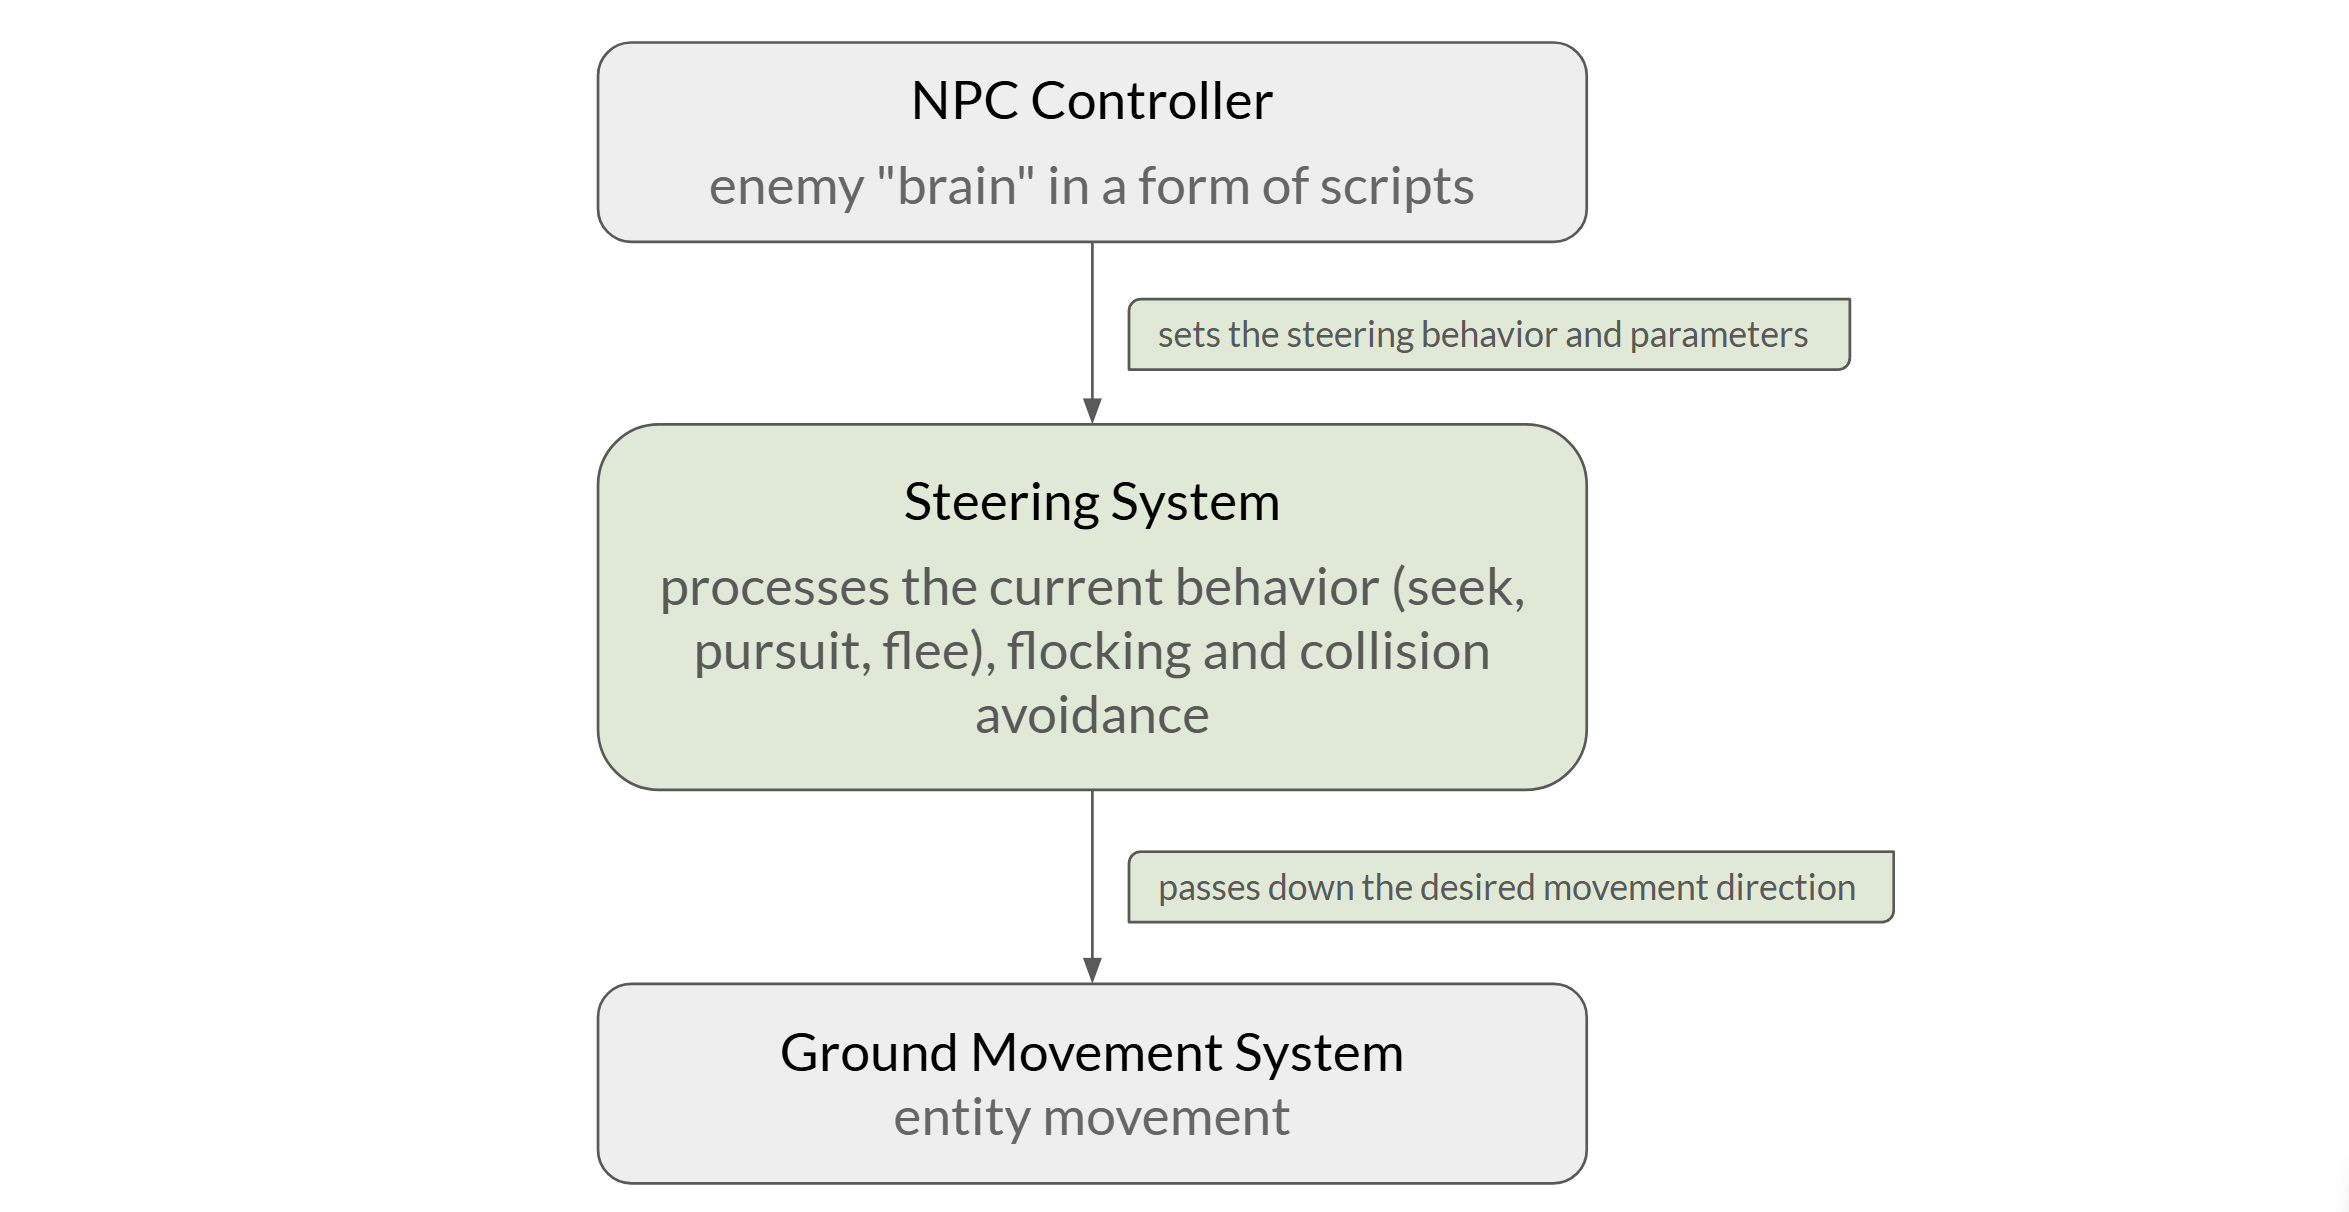 NPC Controller
enemy "brain" in a form of scripts
sets the steering behavior and parameters
Steering System
processes the current behavior (seek,
pursuit, flee), flocking and collision
avoidance
passes down the desired movement direction
Ground Movement System
entity movement